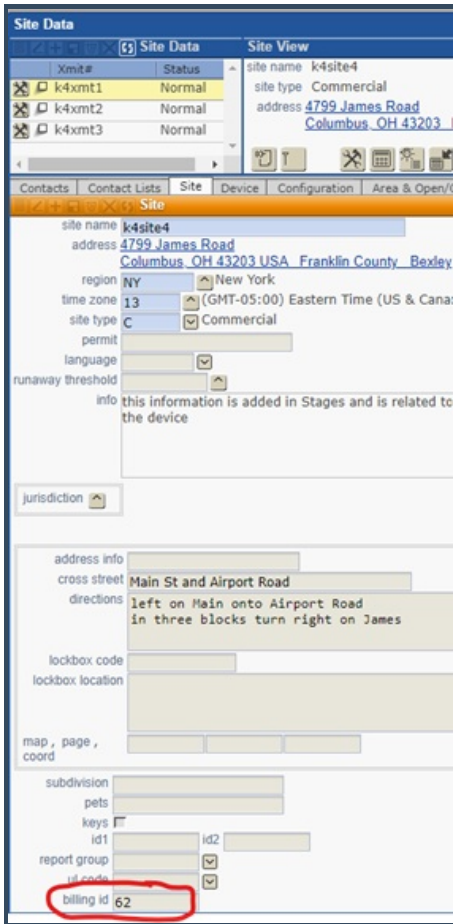 Site Data
Site Data
Site View
Xmit# Status
k4xmt1 Normal
k4xmt2 Normal
k4xmt3 Normal
site name k4site4
site type Commercial
address 4799 James Road
Columbus, OH 43203
Contacts Contact Lists Site Device Configuration Area & Open/
Site
site name k4site4
address 4799 James Road
Columbus, OH 43203 USA Franklin County Bexley
region NY New York
time zone 13 (GMT-05:00) Eastern Time (US & Cana
site type C Commercial
permit
language
runaway threshold
info this information is added in Stages and is related to
the device
jurisdiction
address info
cross street Main St and Airport Road
directions left on Main onto Airport Road
in three blocks turn right on James
lockbox code
lockbox location
map , page ,
coord
subdivision
pets
keys
id1 id2
report group
ul code
billing id 62